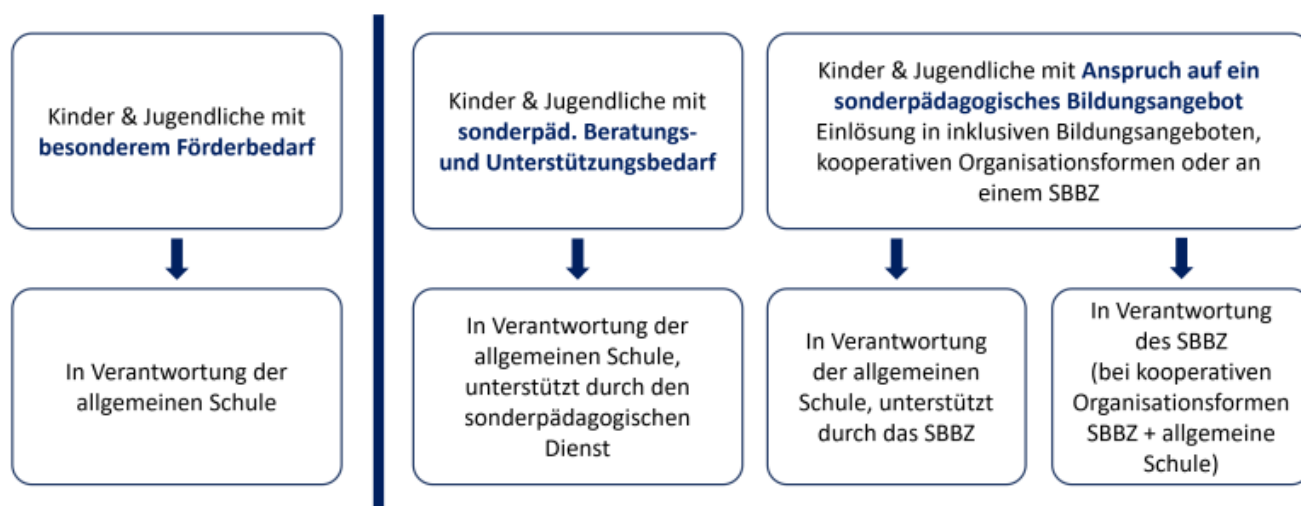 Kinder & Jugendliche mit
besonderem Förderbedarf
Kinder & Jugendliche mit
sonderpäd. Beratungs-
und Unterstützungsbedarf
Kinder & Jugendliche mit Anspruch auf ein
sonderpädagogisches Bildungsangebot
Einlösung in inklusiven Bildungsangeboten,
kooperativen Organisationsformen oder an
einem SBBZ
In Verantwortung der
allgemeinen Schule
In Verantwortung der
allgemeinen Schule,
unterstützt durch den
sonderpädagogischen
Dienst
In Verantwortung
der allgemeinen
Schule, unterstützt
durch das SBBZ
In Verantwortung
des SBBZ
(bei kooperativen
Organisationsformen
SBBZ + allgemeine
Schule)